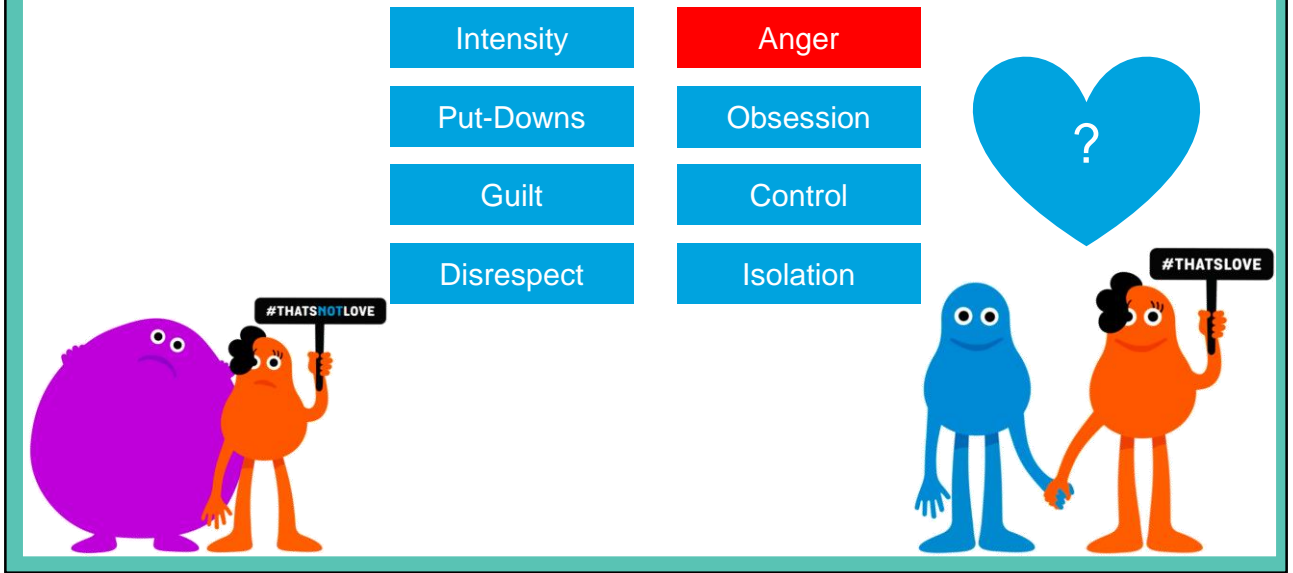 Intensity
Anger
Put-Downs
Obsession
?
Guilt
Control
Disrespect
Isolation
#THATSLOVE
#THATSNOTLOVE